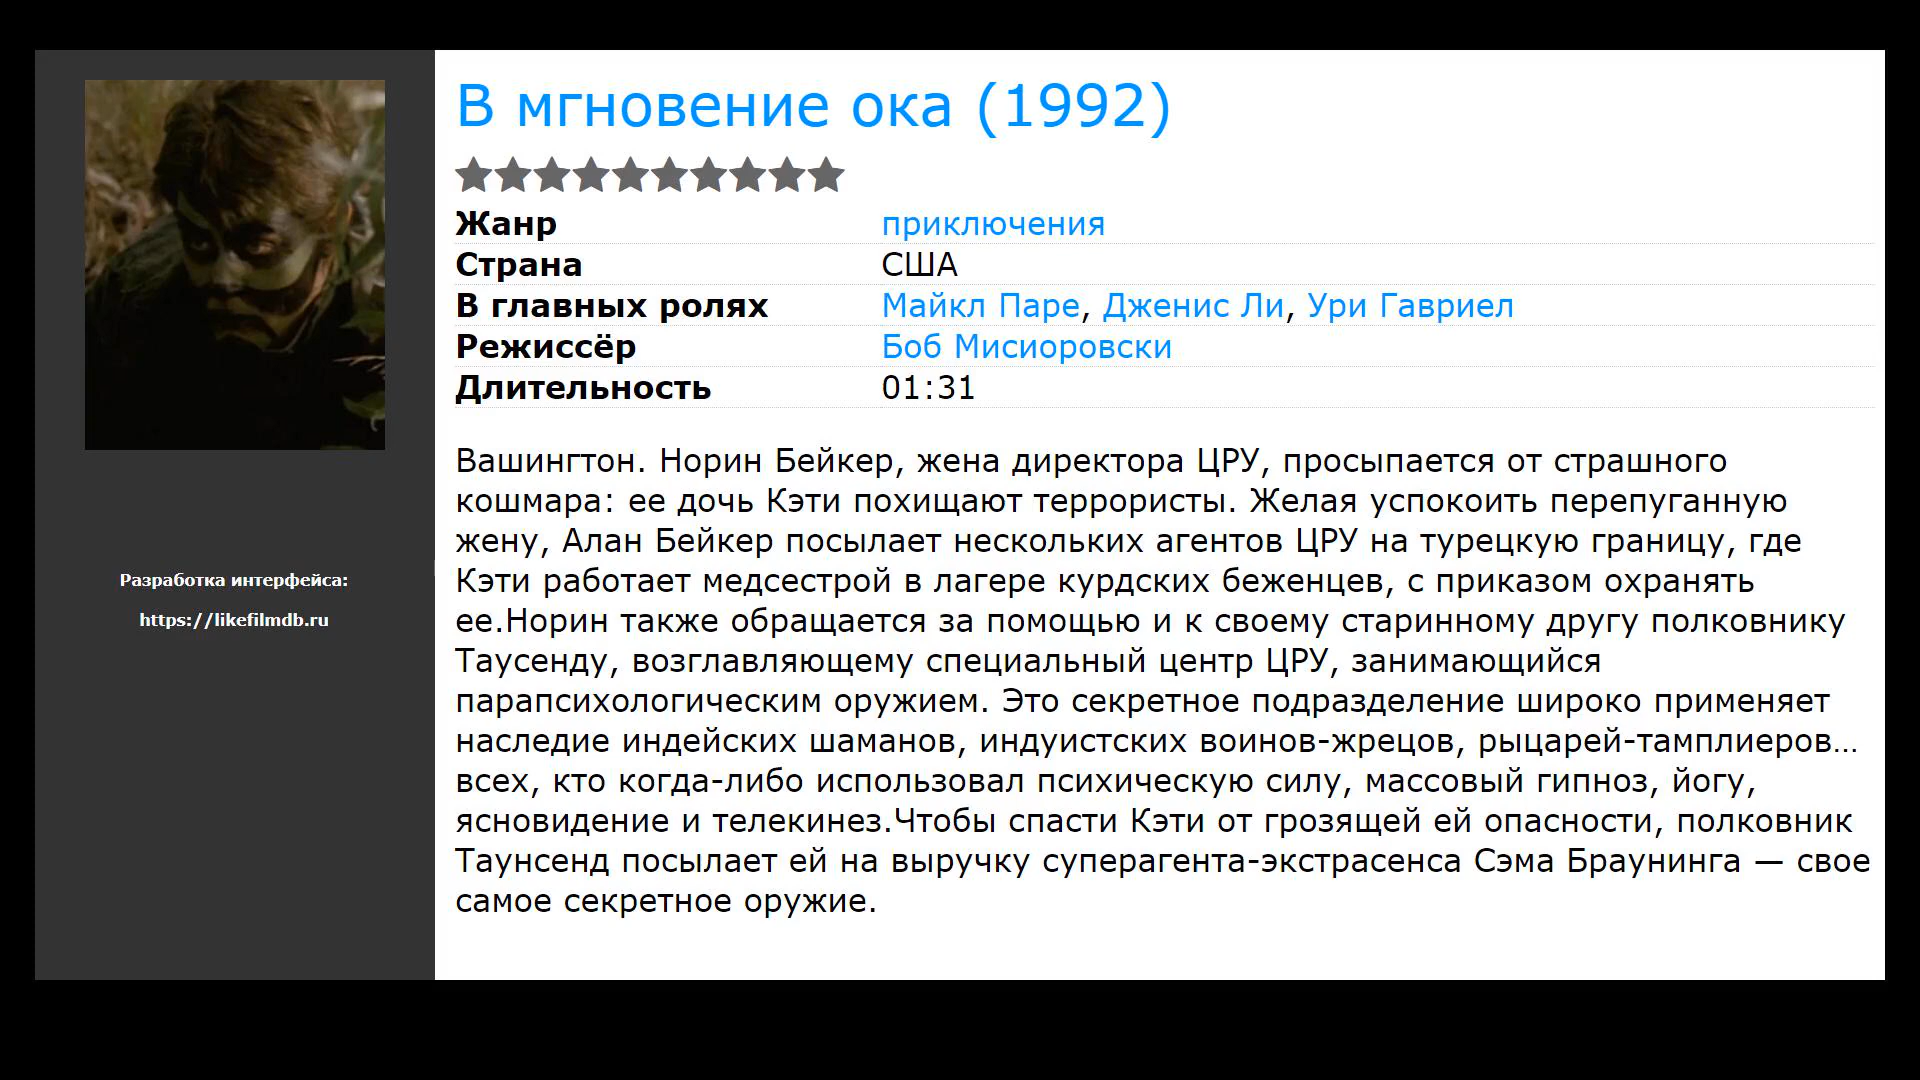 В мгновение ока (1992)
Жанр приключения
Страна США
В главных ролях Майкл Паре, Дженис Ли, Ури Гавриел
Режиссёр Боб Мисиоровски
Длительность 01:31
Вашингтон. Норин Бейкер, жена директора ЦРУ, просыпается от страшного
кошмара: ее дочь Кэти похищают террористы. Желая успокоить перепуганную
жену, Алан Бейкер посылает нескольких агентов ЦРУ на турецкую границу, где
Кэти работает медсестрой в лагере курдских беженцев, с приказом охранять
ее.Норин также обращается за помощью и к своему старинному другу полковнику
Таусенду, возглавляющему специальный центр ЦРУ, занимающийся
парапсихологическим оружием. Это секретное подразделение широко применяет
наследие индейских шаманов, индуистских воинов-жрецов, рыцарей-тамплиеров…
всех, кто когда-либо использовал психическую силу, массовый гипноз, йогу,
ясновидение и телекинез.Чтобы спасти Кэти от грозящей ей опасности, полковник
Таунсенд посылает ей на выручку суперагента-экстрасенса Сэма Браунинга — свое
самое секретное оружие.
Разработка интерфейса:
https://likefilmdb.ru